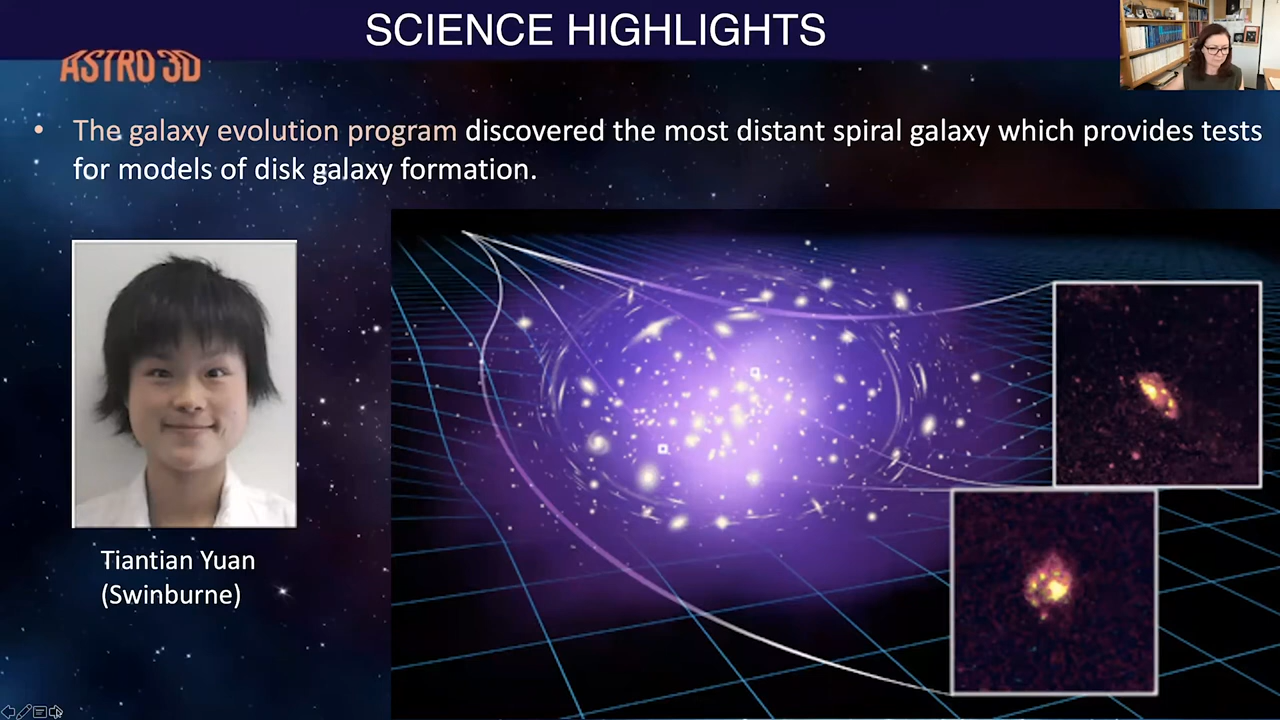 SCIENCE HIGHLIGHTS
ASTRO 3D
• The galaxy evolution program discovered the most distant spiral galaxy which provides tests
for models of disk galaxy formation.
Tiantian Yuan
(Swinburne)